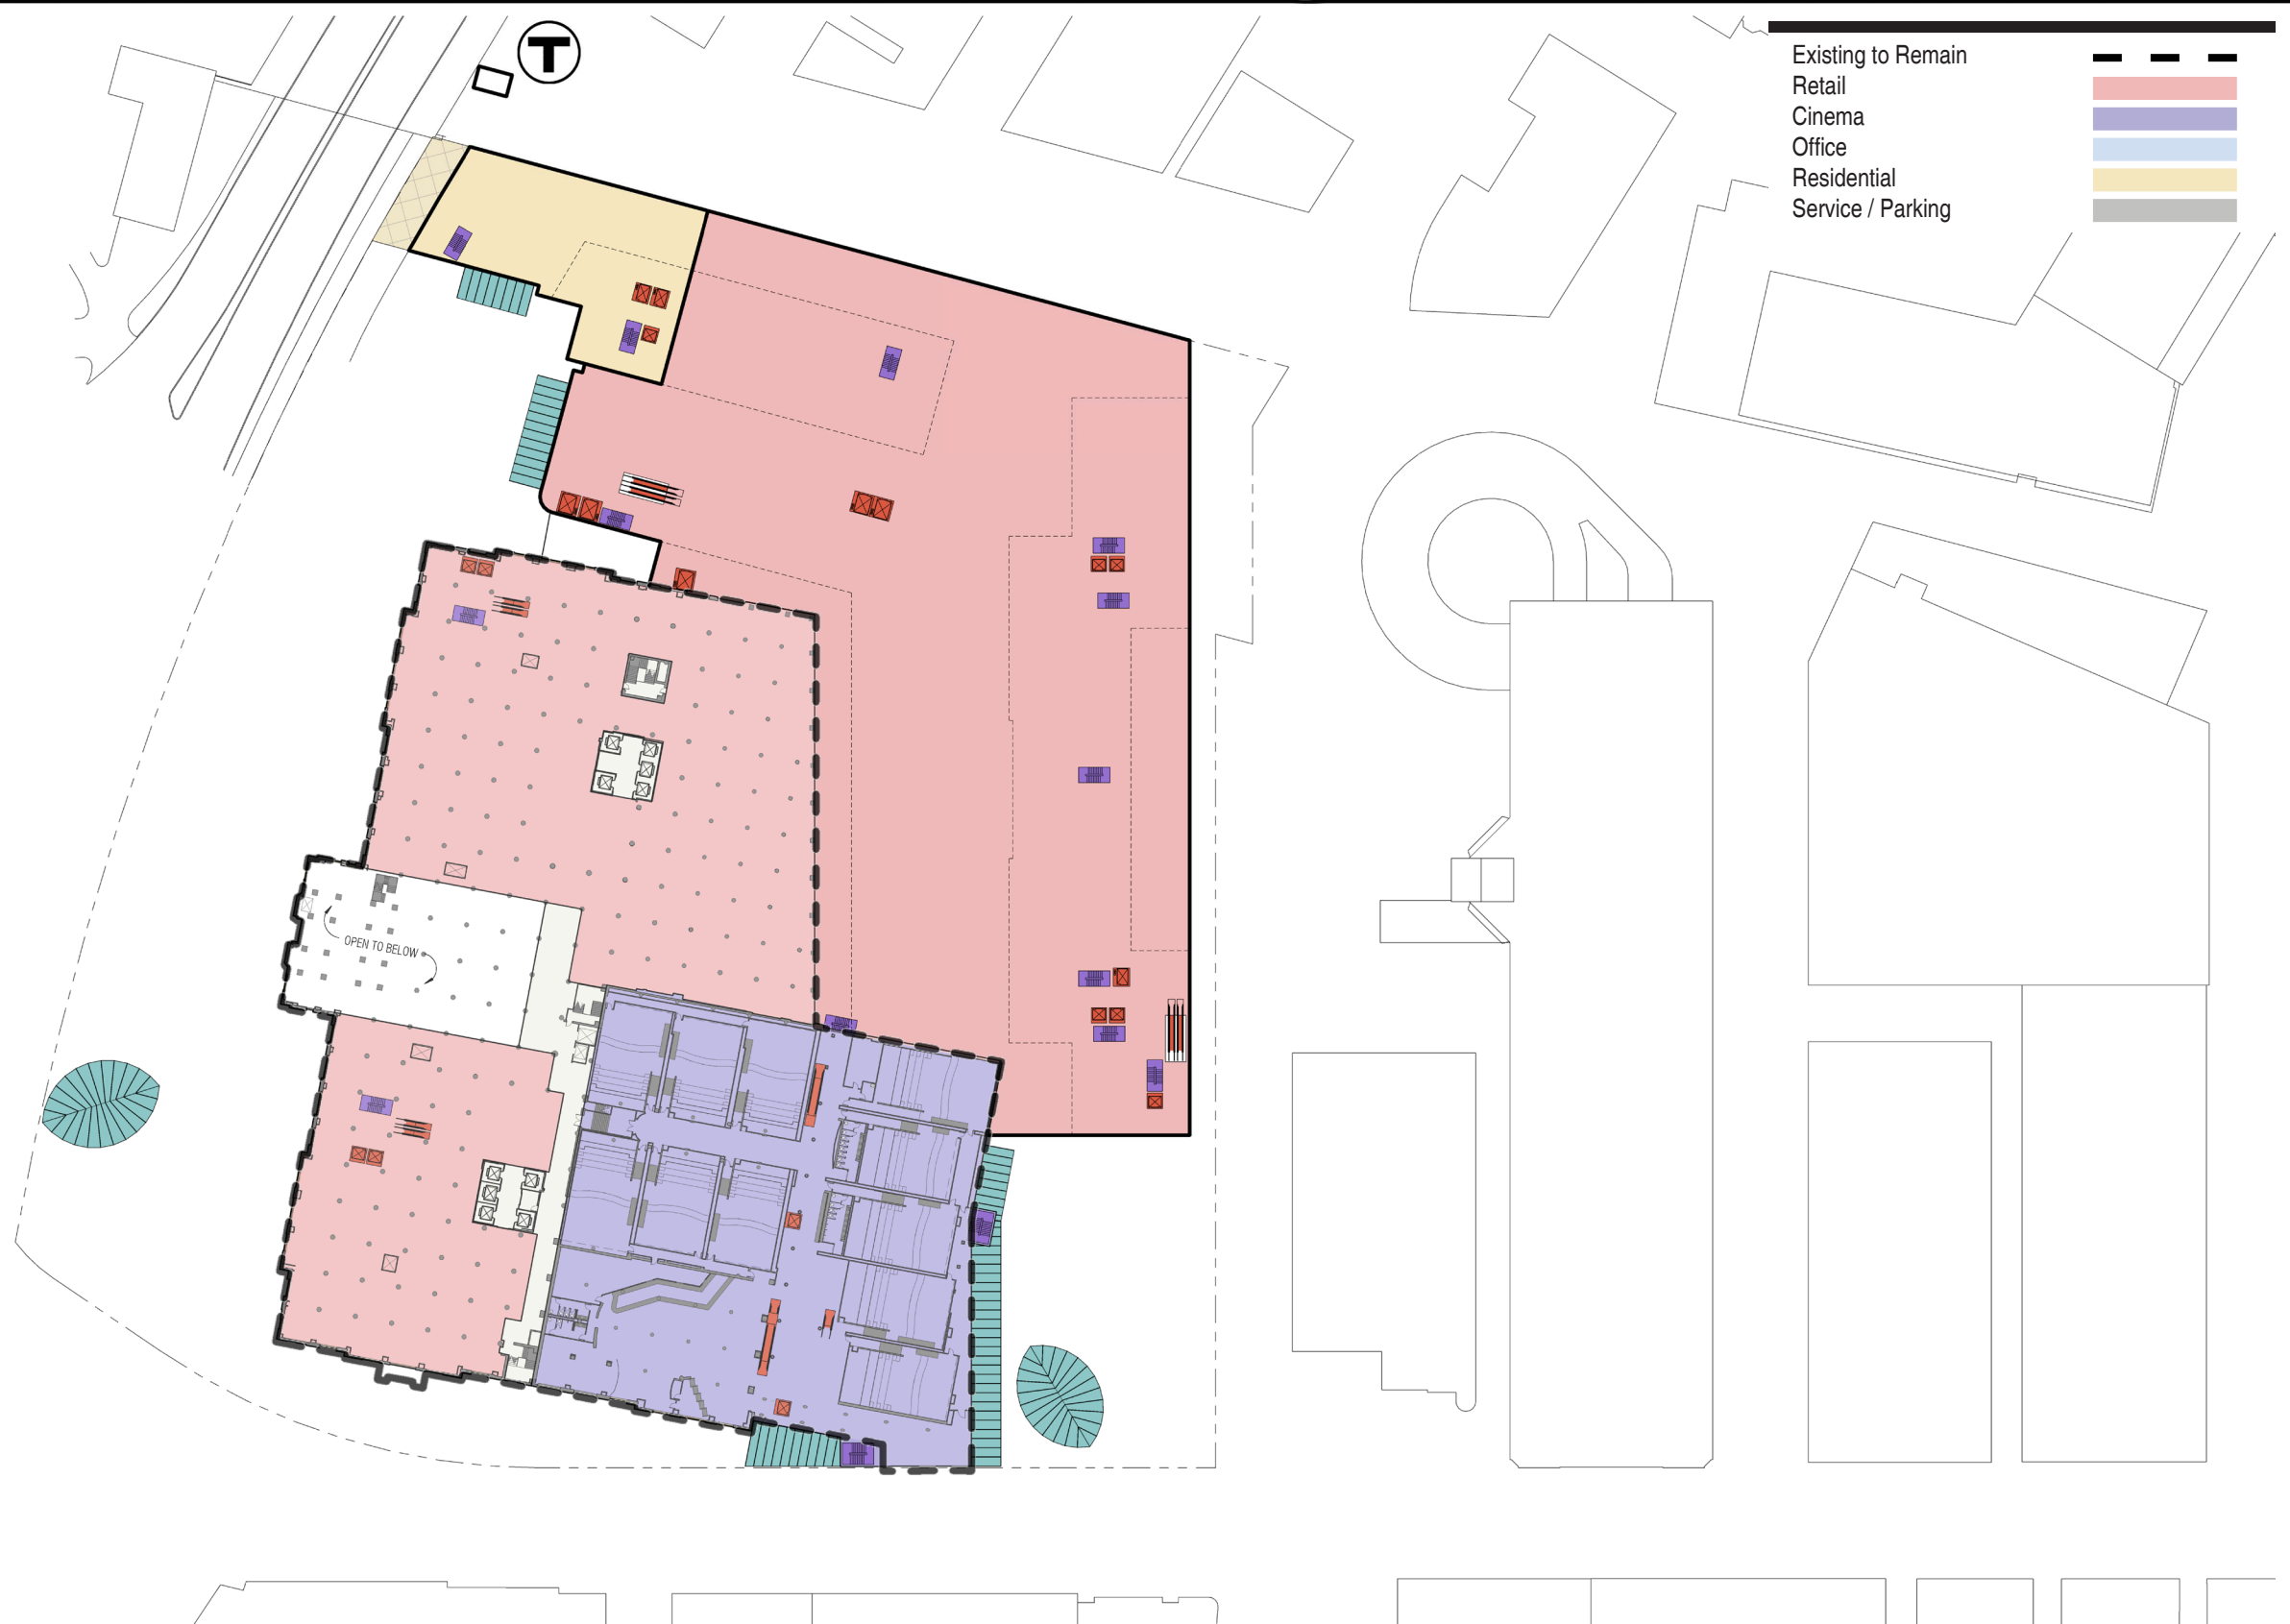 T
Existing to Remain
Retail
Cinema
Office
Residential
Service / Parking
OPEN TO BELOW